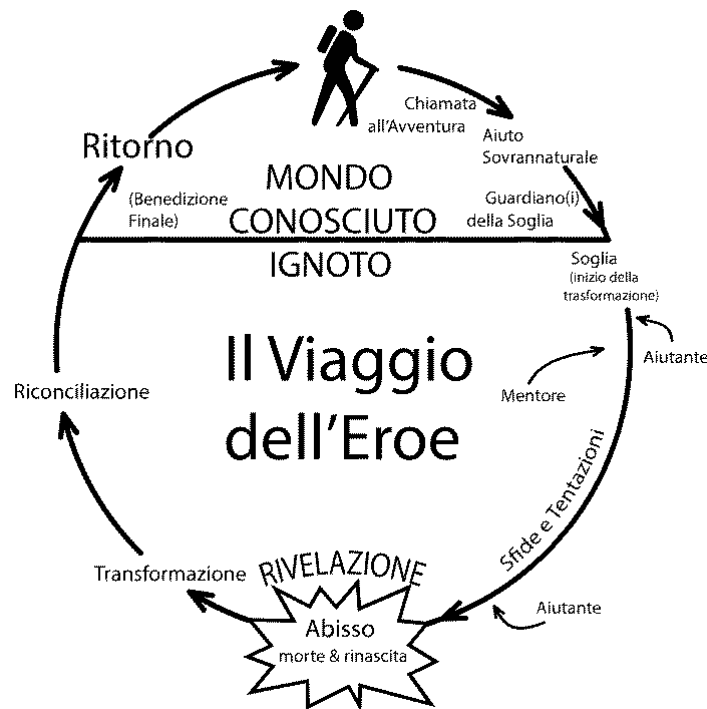 Chiamata
all'Avventura
Aiuto
Sovrannaturale
Ritorno
(Benedizione
Finale)
MONDO
CONOSCIUTO
Guardiano(i)
della Soglia
IGNOTO
Soglia
(inizio della
trasformazione)
Aiutante
Mentore
Il Viaggio
dell'Eroe
Riconciliazione
Sfide e Tentazioni
Transformazione
RIVELAZIONE
Abisso
morte & rinascita
Aiutante